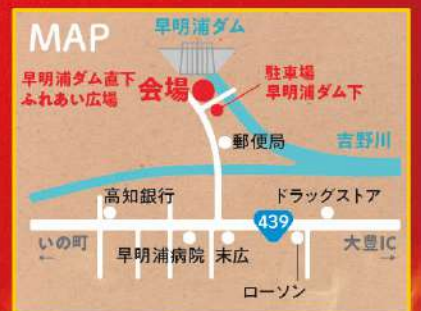 MAP
早明浦ダム
早明浦ダム直下
ふれあい広場
会場
駐車場
早明浦ダム下
郵便局
吉野川
高知銀行
ドラッグストア
439
いの町
←
早明浦病院
末広
大豊IC
→
ローソン